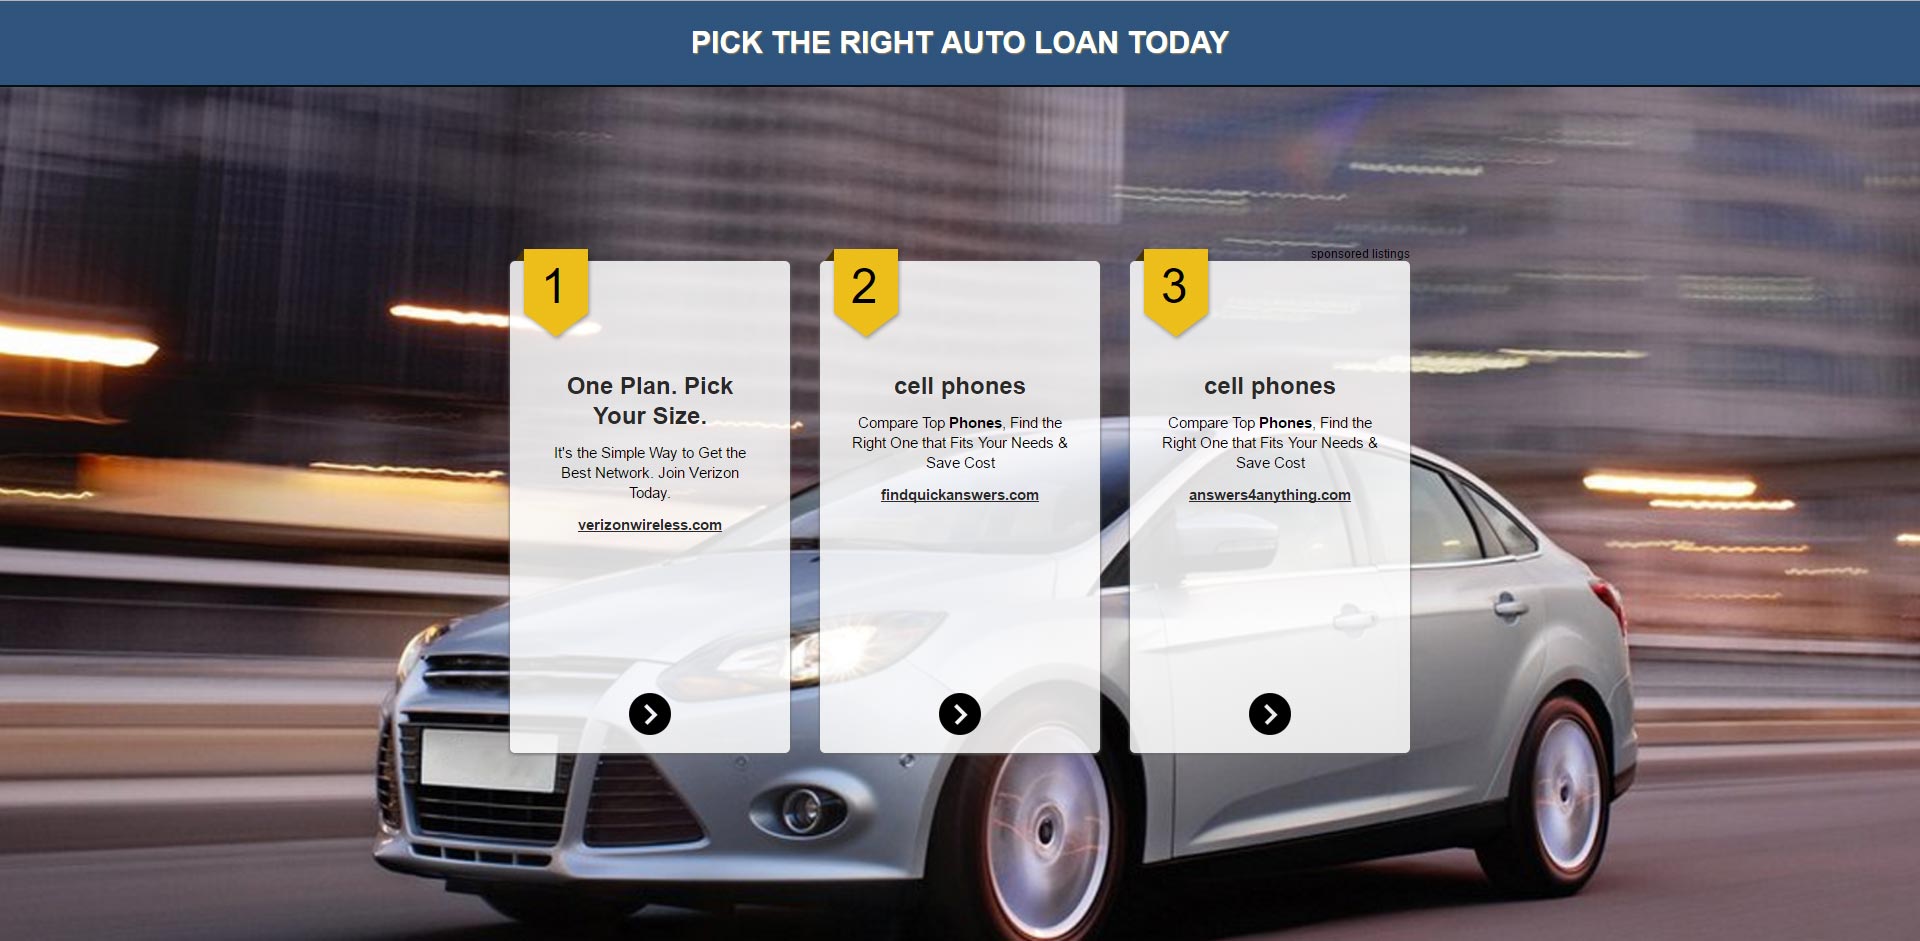 PICK THE RIGHT AUTO LOAN TODAY
sponsored listings
1
One Plan. Pick
Your Size.
It's the Simple Way to Get the
Best Network. Join Verizon
Today.
verizonwireless.com
2
cell phones
Compare Top Phones, Find the
Right One that Fits Your Needs &
Save Cost
findquickanswers.com
3
cell phones
Compare Top Phones, Find the
Right One that Fits Your Needs &
Save Cost
answers4anything.com